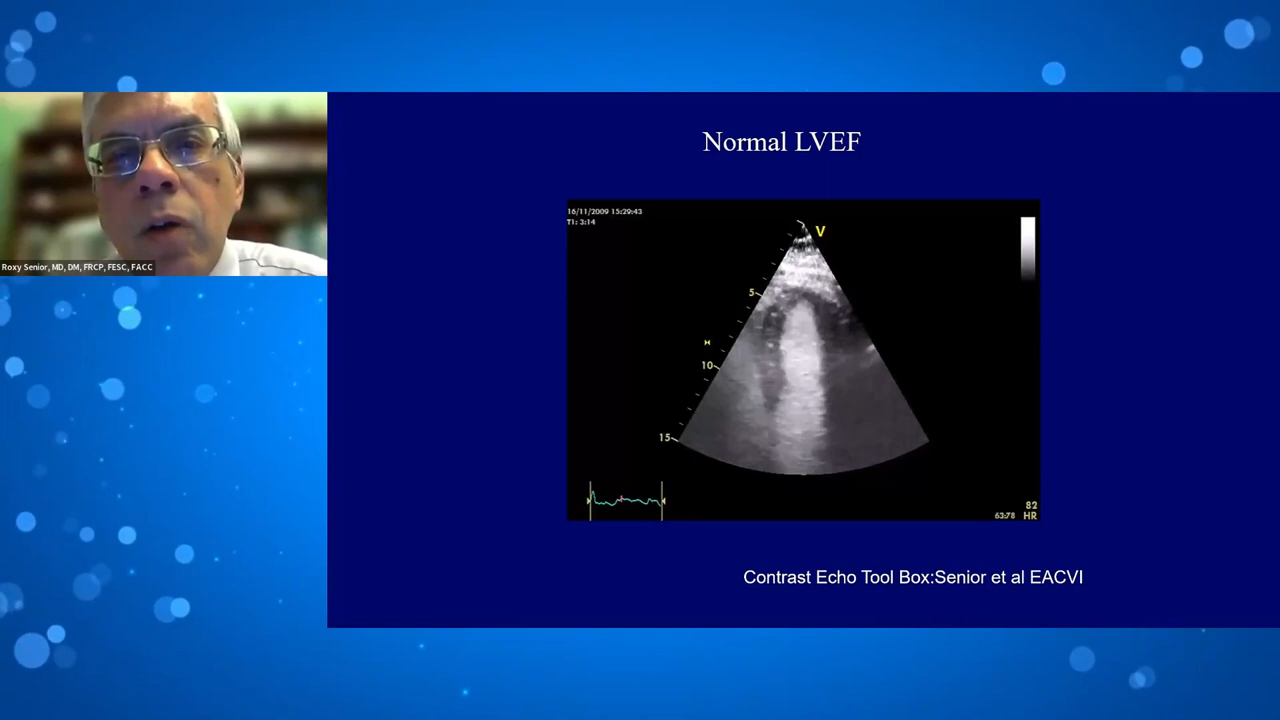 Normal LVEF
16/11/2009 15:29:43
T1: 3:14
V
5
10
15
82
63:78 HR
Roxy Senior, MD, DM, FRCP, FESC, FACC
Contrast Echo Tool Box:Senior et al EACVI